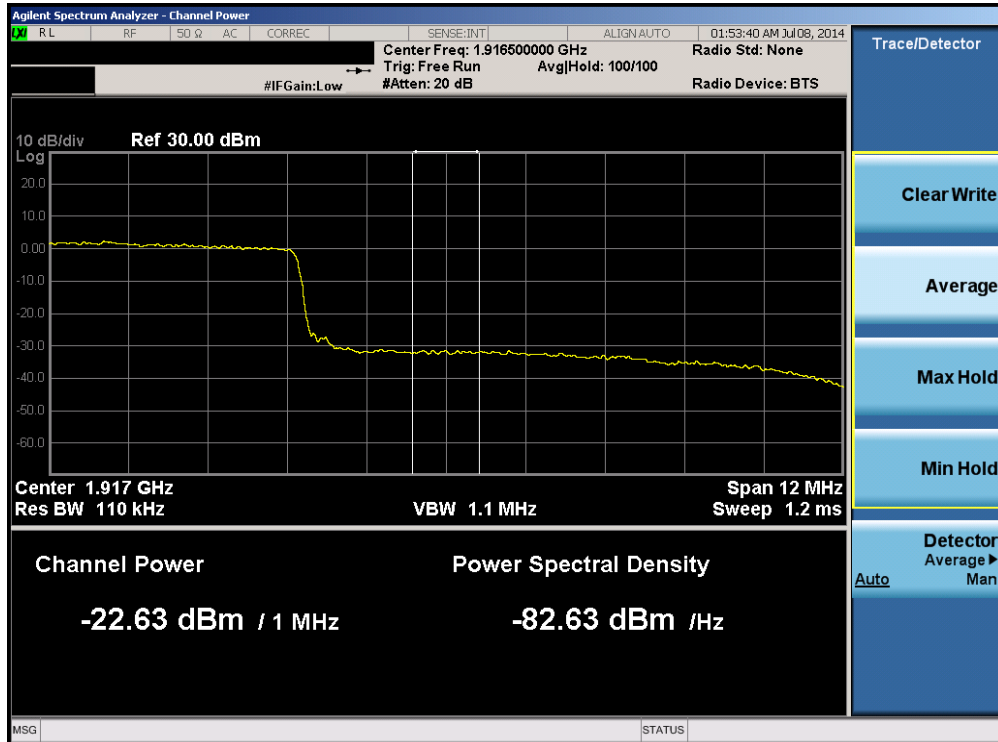 Agilent Spectrum Analyzer - Channel Power
LXI RL RF 50 Ω AC CORREC SENSE:INT ALIGN AUTO 01:53:40 AM Jul 08, 2014
Center Freq: 1.916500000 GHz Radio Std: None
Trig: Free Run Avg|Hold: 100/100
#IFGain:Low #Atten: 20 dB Radio Device: BTS
10 dB/div Ref 30.00 dBm
Log
20.0
10.0
0.00
-10.0
-20.0
-30.0
-40.0
-50.0
-60.0
Center 1.917 GHz Span 12 MHz
Res BW 110 kHz VBW 1.1 MHz Sweep 1.2 ms
Channel Power Power Spectral Density
-22.63 dBm / 1 MHz -82.63 dBm /Hz
MSG STATUS
Trace/Detector
Clear Write
Average
Max Hold
Min Hold
Detector
Average▶
Auto Man